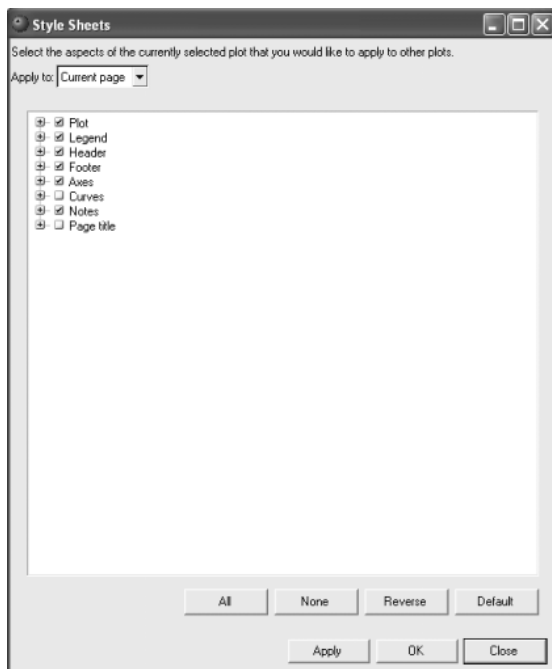 Style Sheets
Select the aspects of the currently selected plot that you would like to apply to other plots.
Apply to: Current page
Plot
Legend
Header
Footer
Axes
Curves
Notes
Page title
All None Reverse Default
Apply OK Close